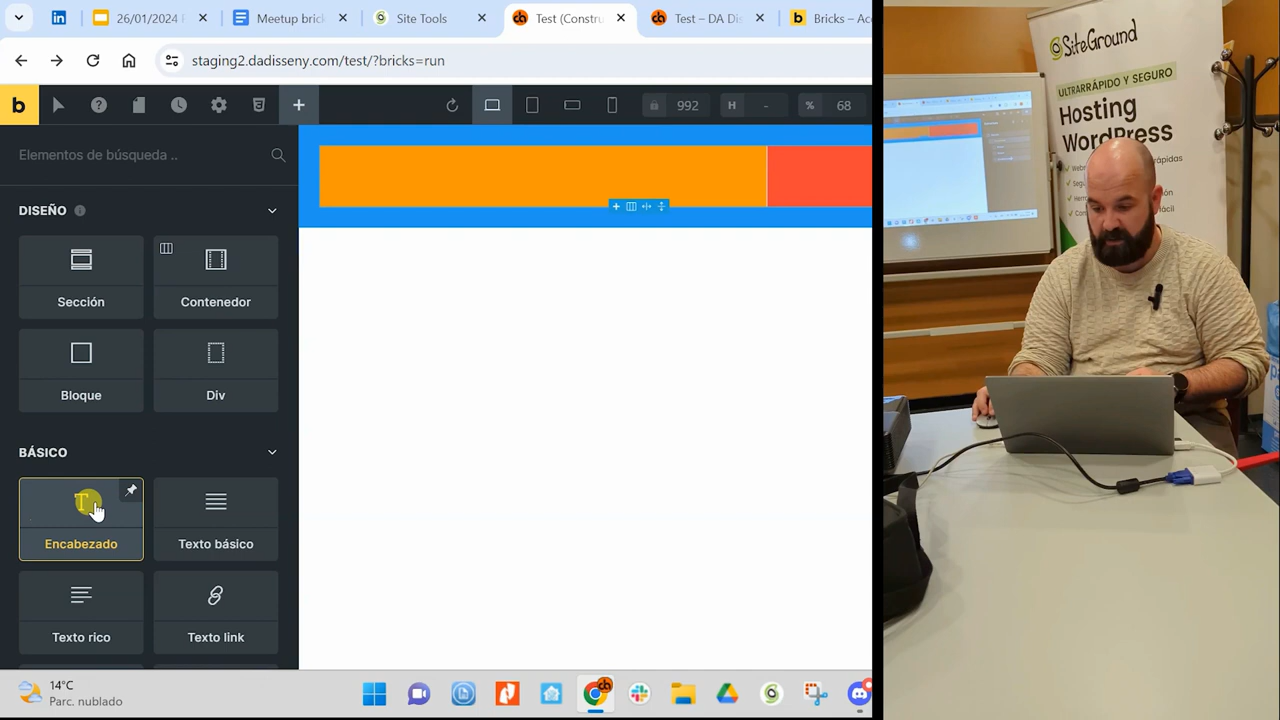 26/01/2024
Meetup bric
Site Tools
Test (Constru
Test – DA Dis
Bricks – Ac
staging2.dadisseny.com/test/?bricks=run
b
992
H
-
%
68
Elementos de búsqueda ..
DISEÑO
Sección
Contenedor
Bloque
Div
BÁSICO
Encabezado
Texto básico
Texto rico
Texto link
14°C
Parc. nublado
SiteGround
ULTRARRÁPIDO Y SEGURO
Hosting
WordPress